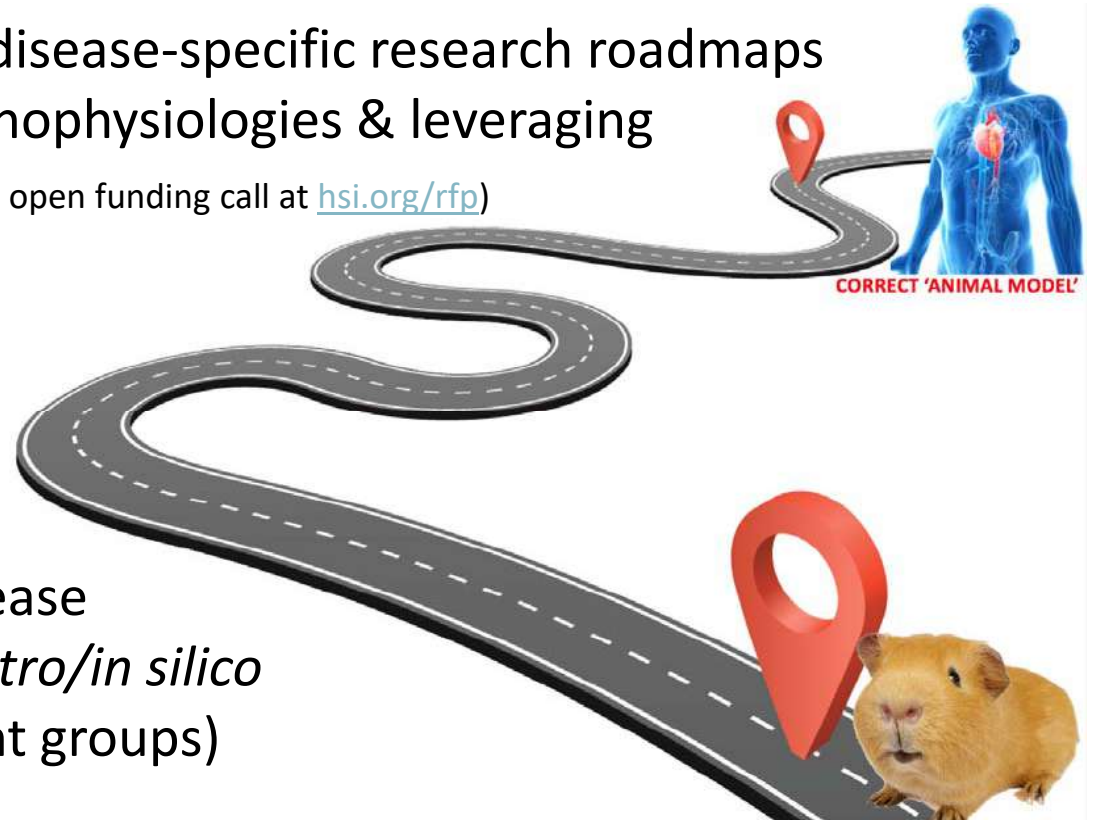 disease-specific research roadmaps
nophysiologies & leveraging
open funding call at hsi.org/rfp)
CORRECT ‘ANIMAL MODEL’
ease
tro/in silico
nt groups)